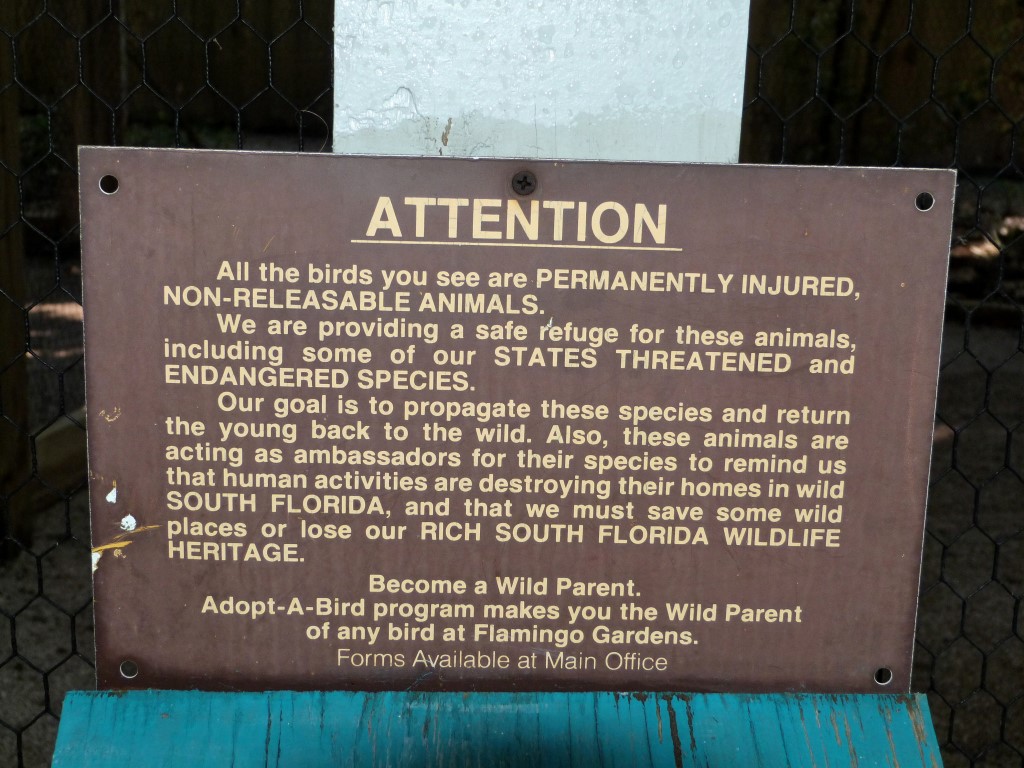 ATTENTION
All the birds you see are PERMANENTLY INJURED,
NON-RELEASABLE ANIMALS.
We are providing a safe refuge for these animals,
including some of our STATES THREATENED and
ENDANGERED SPECIES.
Our goal is to propagate these species and return
the young back to the wild. Also, these animals are
acting as ambassadors for their species to remind us
that human activities are destroying their homes in wild
SOUTH FLORIDA, and that we must save some wild
places or lose our RICH SOUTH FLORIDA WILDLIFE
HERITAGE.
Become a Wild Parent.
Adopt-A-Bird program makes you the Wild Parent
of any bird at Flamingo Gardens.
Forms Available at Main Office